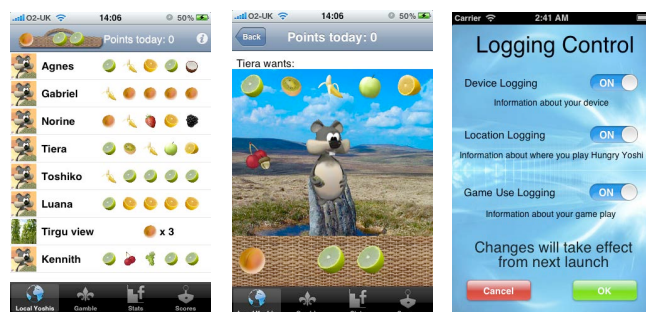 O2-UK 14:06 50%
Points today: 0
Agnes
Gabriel
Norine
Tiera
Toshiko
Luana
Tirgu view x 3
Kennith
Local Yoshis Gamble Stats Scores
O2-UK 14:06 50%
Back Points today: 0
Tiera wants:
Carrier 2:41 AM
Logging Control
Device Logging ON
Information about your device
Location Logging ON
Information about where you play Hungry Yoshi
Game Use Logging ON
Information about your game play
Changes will take effect
from next launch
Cancel OK